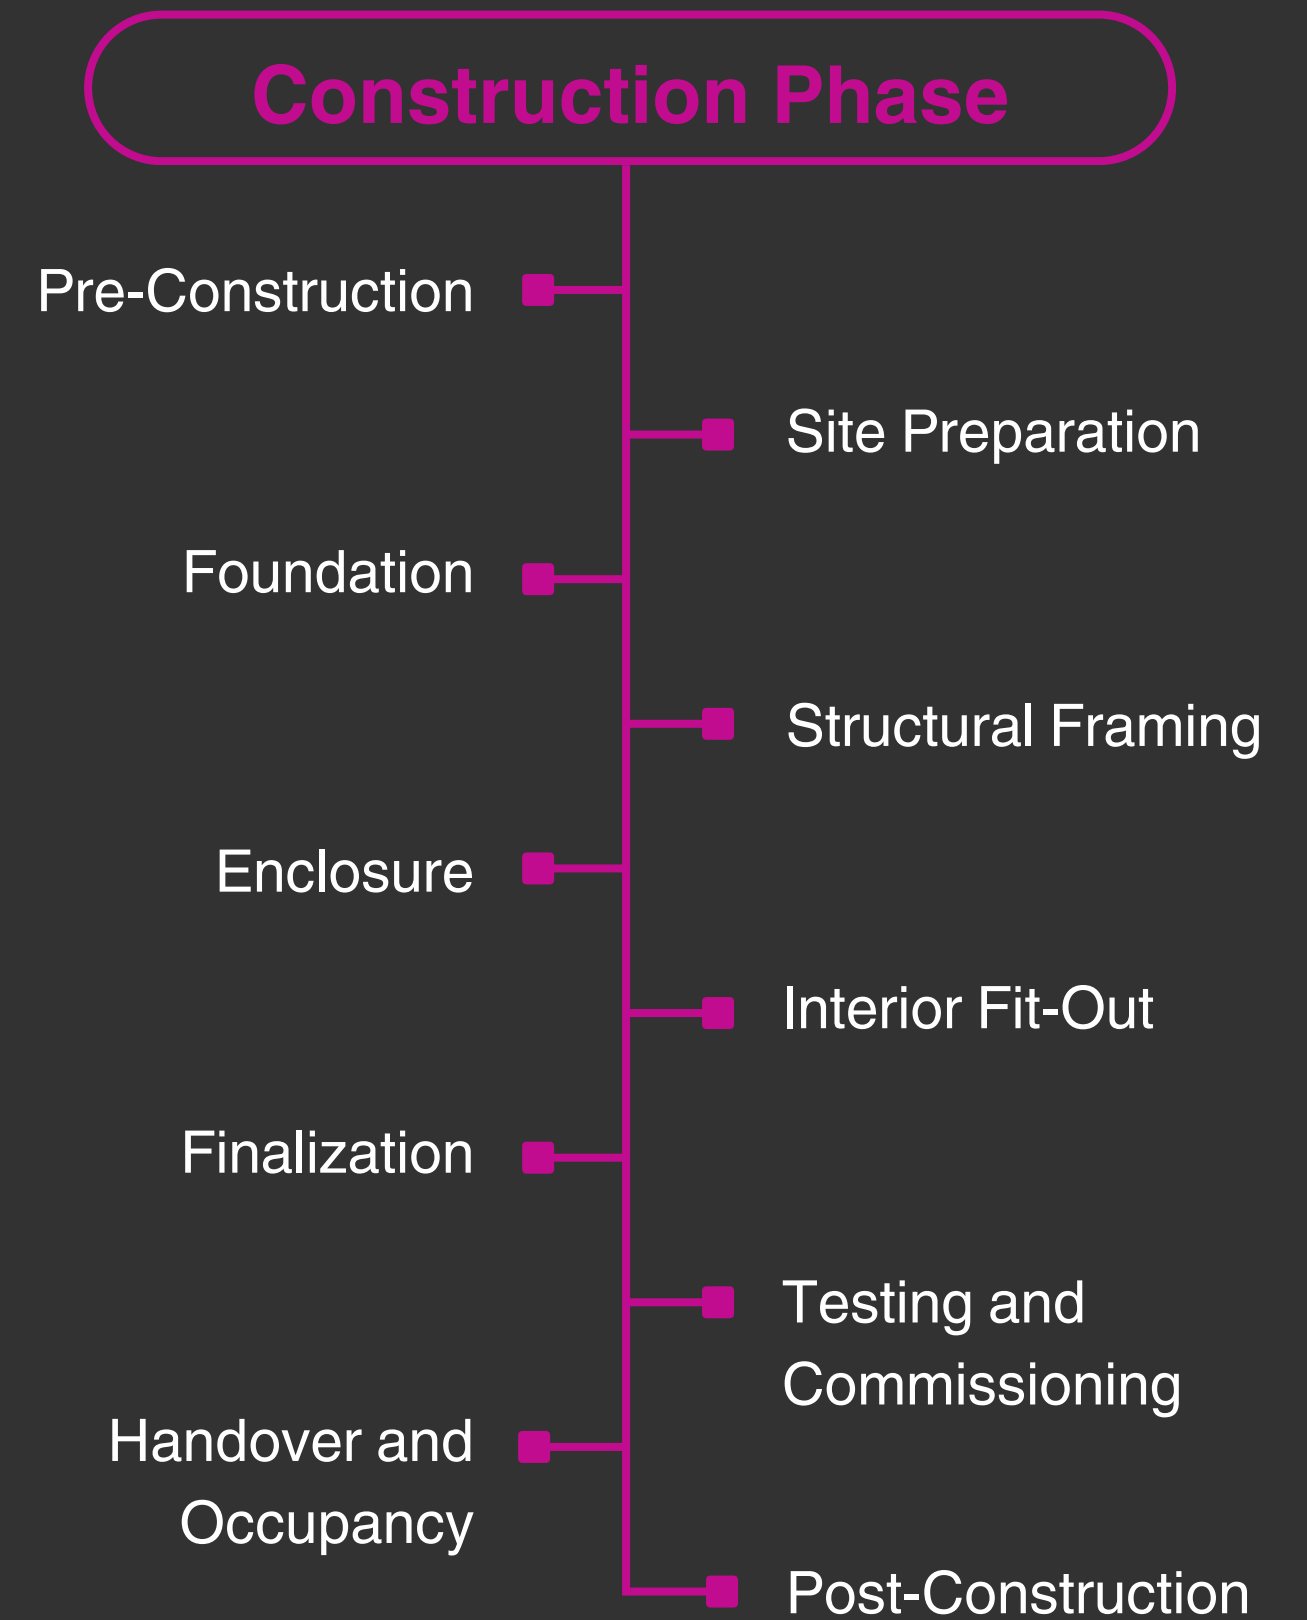 Construction Phase
Pre-Construction
Site Preparation
Foundation
Structural Framing
Enclosure
Interior Fit-Out
Finalization
Testing and
Commissioning
Handover and
Occupancy
Post-Construction